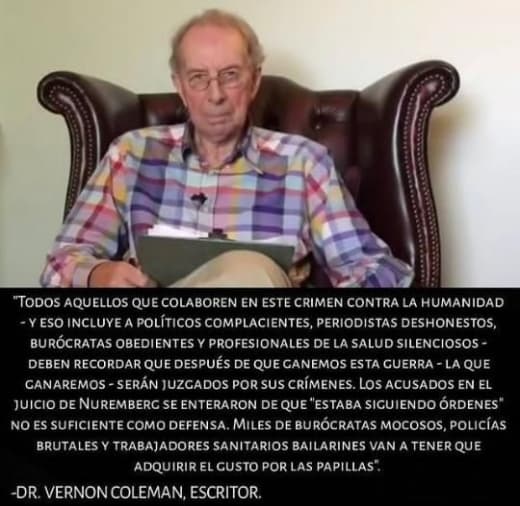 "Todos aquellos que colaboren en este crimen contra la humanidad
- y eso incluye a políticos complacientes, periodistas deshonestos,
burócratas obedientes y profesionales de la salud silenciosos -
deben recordar que después de que ganemos esta guerra - la que
ganaremos - serán juzgados por sus crímenes. Los acusados en el
juicio de Nuremberg se enteraron de que "estaba siguiendo órdenes"
no es suficiente como defensa. Miles de burócratas mocosos, policías
brutales y trabajadores sanitarios bailarines van a tener que
adquirir el gusto por las papillas".
-DR. VERNON COLEMAN, ESCRITOR.